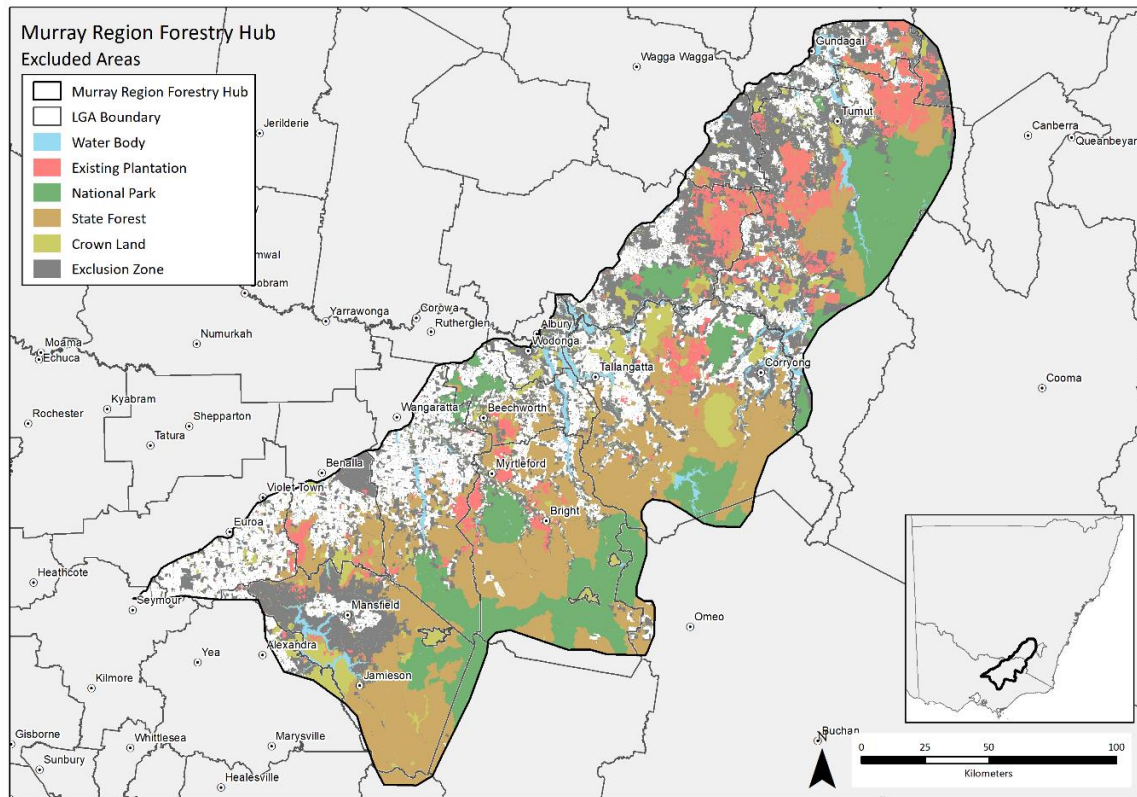 Murray Region Forestry Hub
Excluded Areas
Murray Region Forestry Hub
LGA Boundary
Water Body
Existing Plantation
National Park
State Forest
Crown Land
Exclusion Zone
Gundagai
Wagga Wagga
Jerilderie
Tumut
Canberra
Queanbeyan
mwal
obram
Yarrawonga
Corowa
Rutherglen
Albury
Wodonga
Numurkah
Moama
Echuca
Tallangatta
Corryong
Cooma
Kyabram
Rochester
Shepparton
Wangaratta
Beechworth
Tatura
Benalla
Myrtleford
Violet Town
Bright
Euroa
Heathcote
Seymour
Mansfield
Omeo
Yea
Alexandra
Jamieson
Kilmore
Buchan
Gisborne
Whittlesea
Marysville
Sunbury
Healesville
N
0 25 50 100
Kilometers